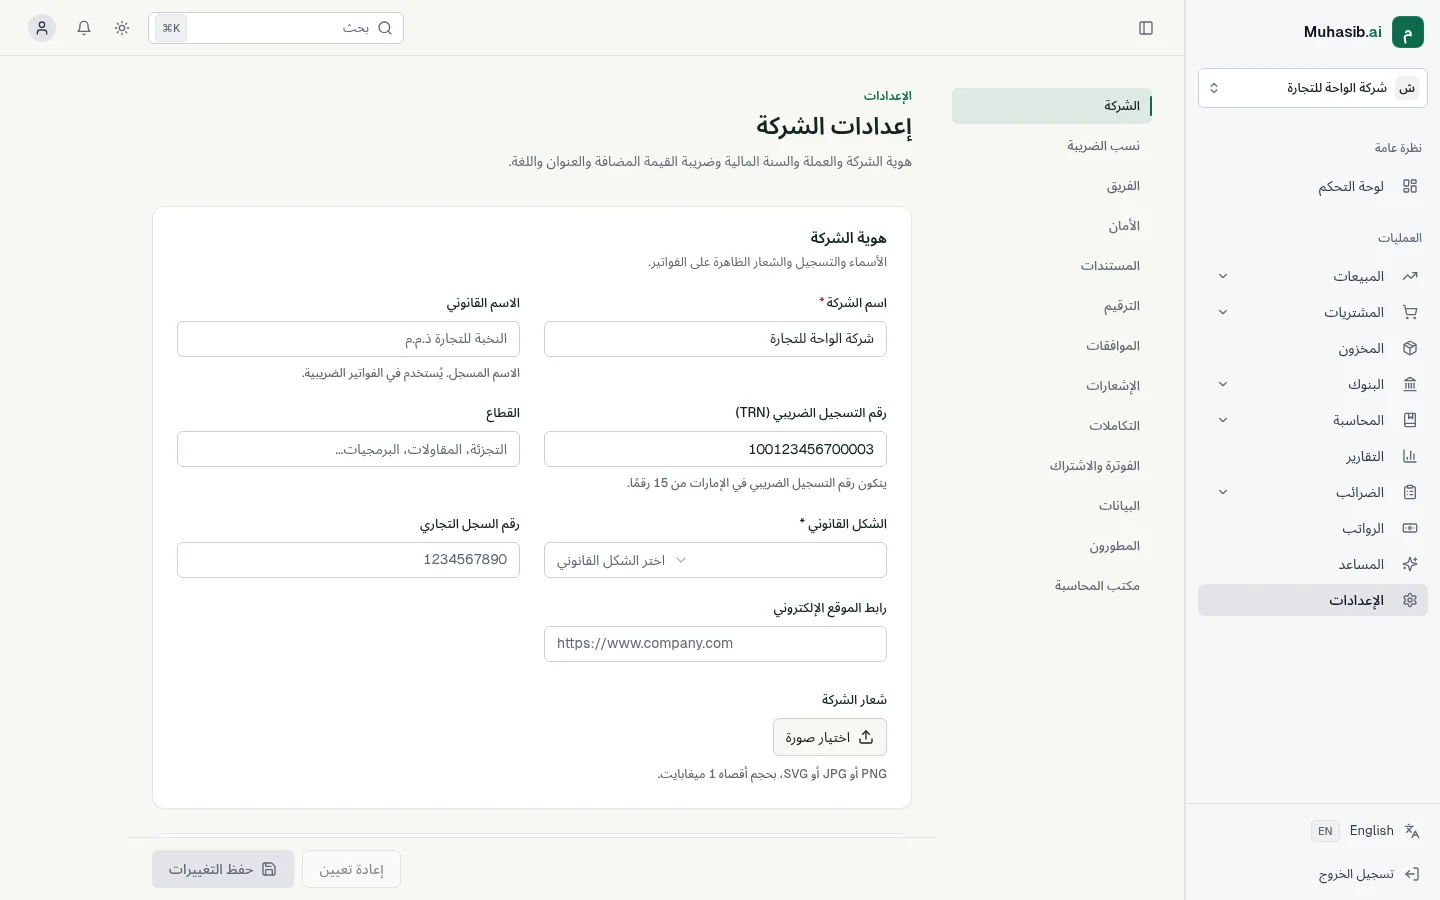 Muhasib.ai
م
ش
شركة الواحة للتجارة
نظرة عامة
لوحة التحكم
العمليات
المبيعات
المشتريات
المخزون
البنوك
المحاسبة
التقارير
الضرائب
الرواتب
المساعد
الإعدادات
English
EN
تسجيل الخروج
بحث
⌘K
الشركة
نسب الضريبة
الفريق
الأمان
المستندات
الترقيم
الموافقات
الإشعارات
التكاملات
الفوترة والاشتراك
البيانات
المطورون
مكتب المحاسبة
الإعدادات
إعدادات الشركة
هوية الشركة والعملة والسنة المالية وضريبة القيمة المضافة والعنوان واللغة.
هوية الشركة
الأسماء والتسجيل والشعار الظاهرة على الفواتير.
اسم الشركة *
شركة الواحة للتجارة
الاسم القانوني
النخبة للتجارة ذ.م.م
الاسم المسجل. يُستخدم في الفواتير الضريبية.
رقم التسجيل الضريبي (TRN)
100123456700003
يتكون رقم التسجيل الضريبي في الإمارات من 15 رقمًا.
القطاع
التجزئة، المقاولات، البرمجيات...
الشكل القانوني *
اختر الشكل القانوني
رقم السجل التجاري
1234567890
رابط الموقع الإلكتروني
https://www.company.com
شعار الشركة
اختيار صورة
PNG أو JPG أو SVG، بحجم أقصاه 1 ميغابايت.
إعادة تعيين
حفظ التغييرات